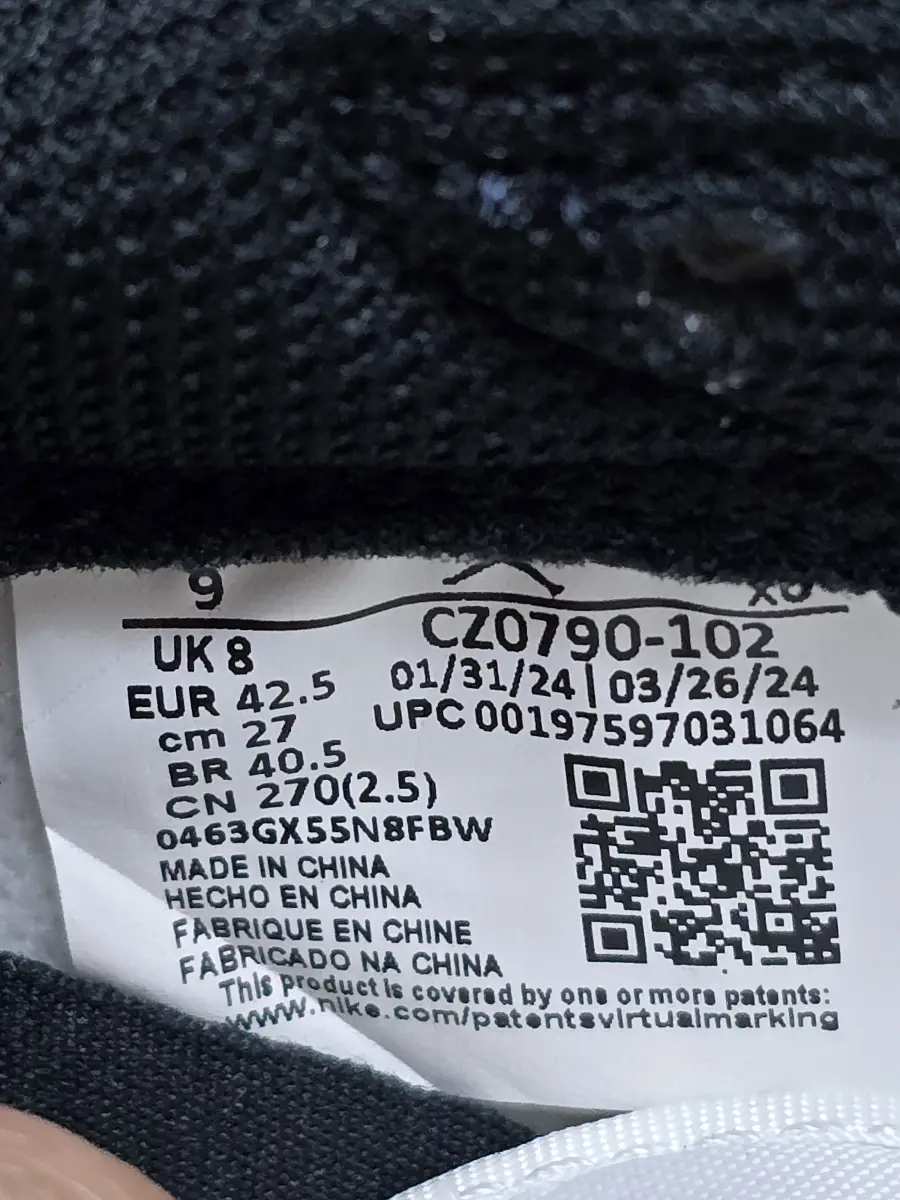 9
XO
UK 8
CZ0790-102
EUR 42.5
01/31/24 | 03/26/24
cm 27
UPC 00197597031064
BR 40.5
CN 270(2.5)
0463GX55N8FBW
MADE IN CHINA
HECHO EN CHINA
FABRIQUE EN CHINE
FABRICADO NA CHINA
This product is covered by one or more patents:
www.nike.com/patentsvirtualmarking